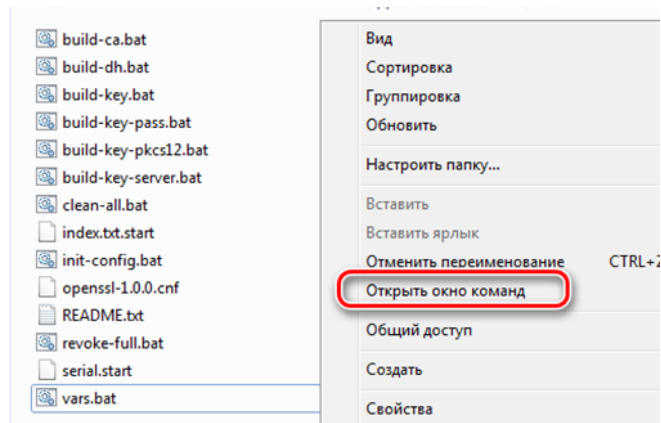 build-ca.bat
build-dh.bat
build-key.bat
build-key-pass.bat
build-key-pkcs12.bat
build-key-server.bat
clean-all.bat
index.txt.start
init-config.bat
openssl-1.0.0.cnf
README.txt
revoke-full.bat
serial.start
vars.bat
Вид
Сортировка
Группировка
Обновить
Настроить папку...
Вставить
Вставить ярлык
Отменить переименование CTRL+Z
Открыть окно команд
Общий доступ
Создать
Свойства